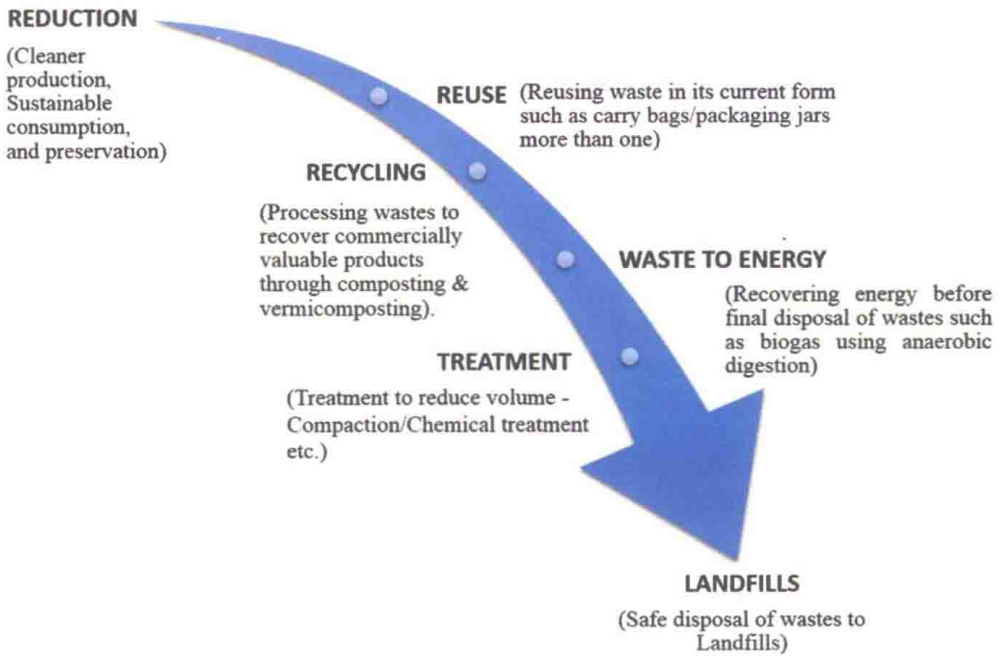 REDUCTION
(Cleaner
production,
Sustainable
consumption,
and preservation)
REUSE (Reusing waste in its current form
such as carry bags/packaging jars
more than one)
RECYCLING
(Processing wastes to
recover commercially
valuable products
through composting &
vermicomposting).
WASTE TO ENERGY
(Recovering energy before
final disposal of wastes such
as biogas using anaerobic
digestion)
TREATMENT
(Treatment to reduce volume -
Compaction/Chemical treatment
etc.)
LANDFILLS
(Safe disposal of wastes to
Landfills)